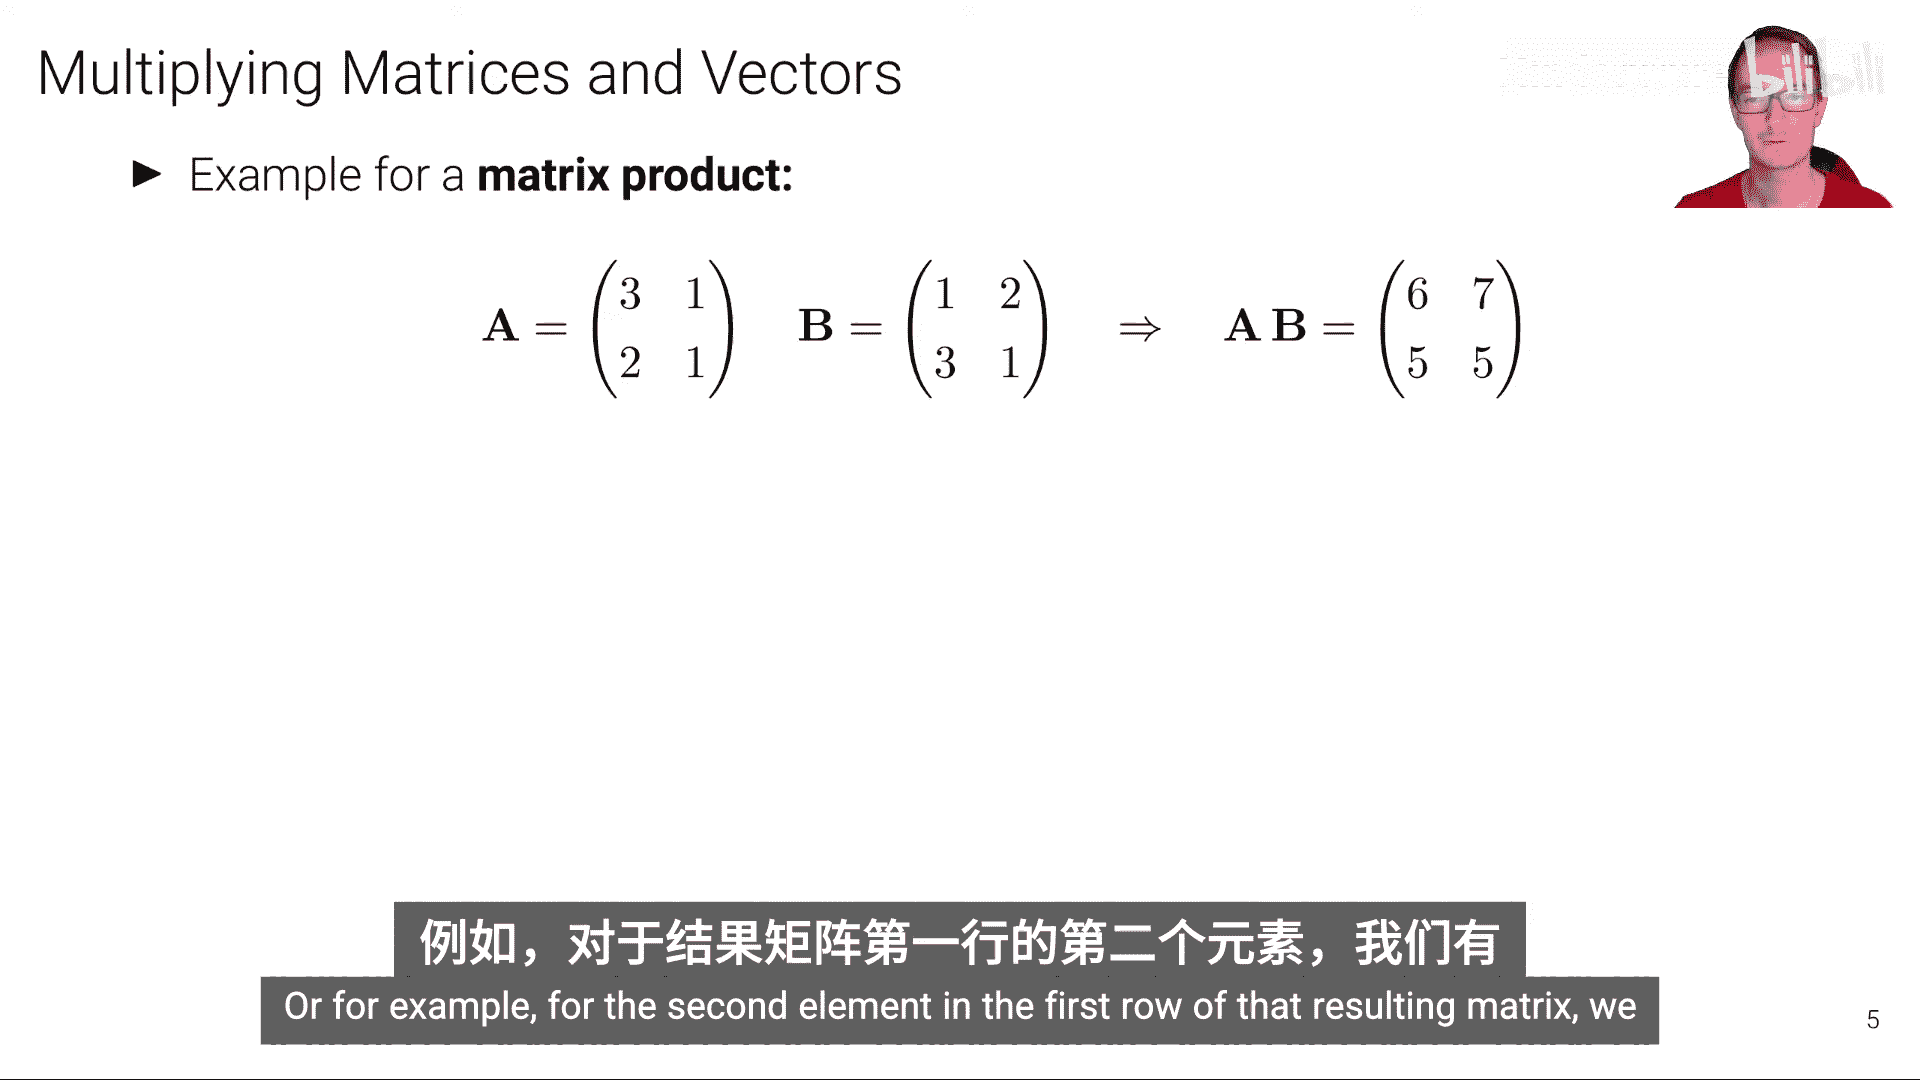 Multiplying Matrices and Vectors
bilibili
► Example for a matrix product:
A = (3 1; 2 1) B = (1 2; 3 1) ⇒ A B = (6 7; 5 5)
例如，对于结果矩阵第一行的第二个元素，我们有
Or for example, for the second element in the first row of that resulting matrix, we
5